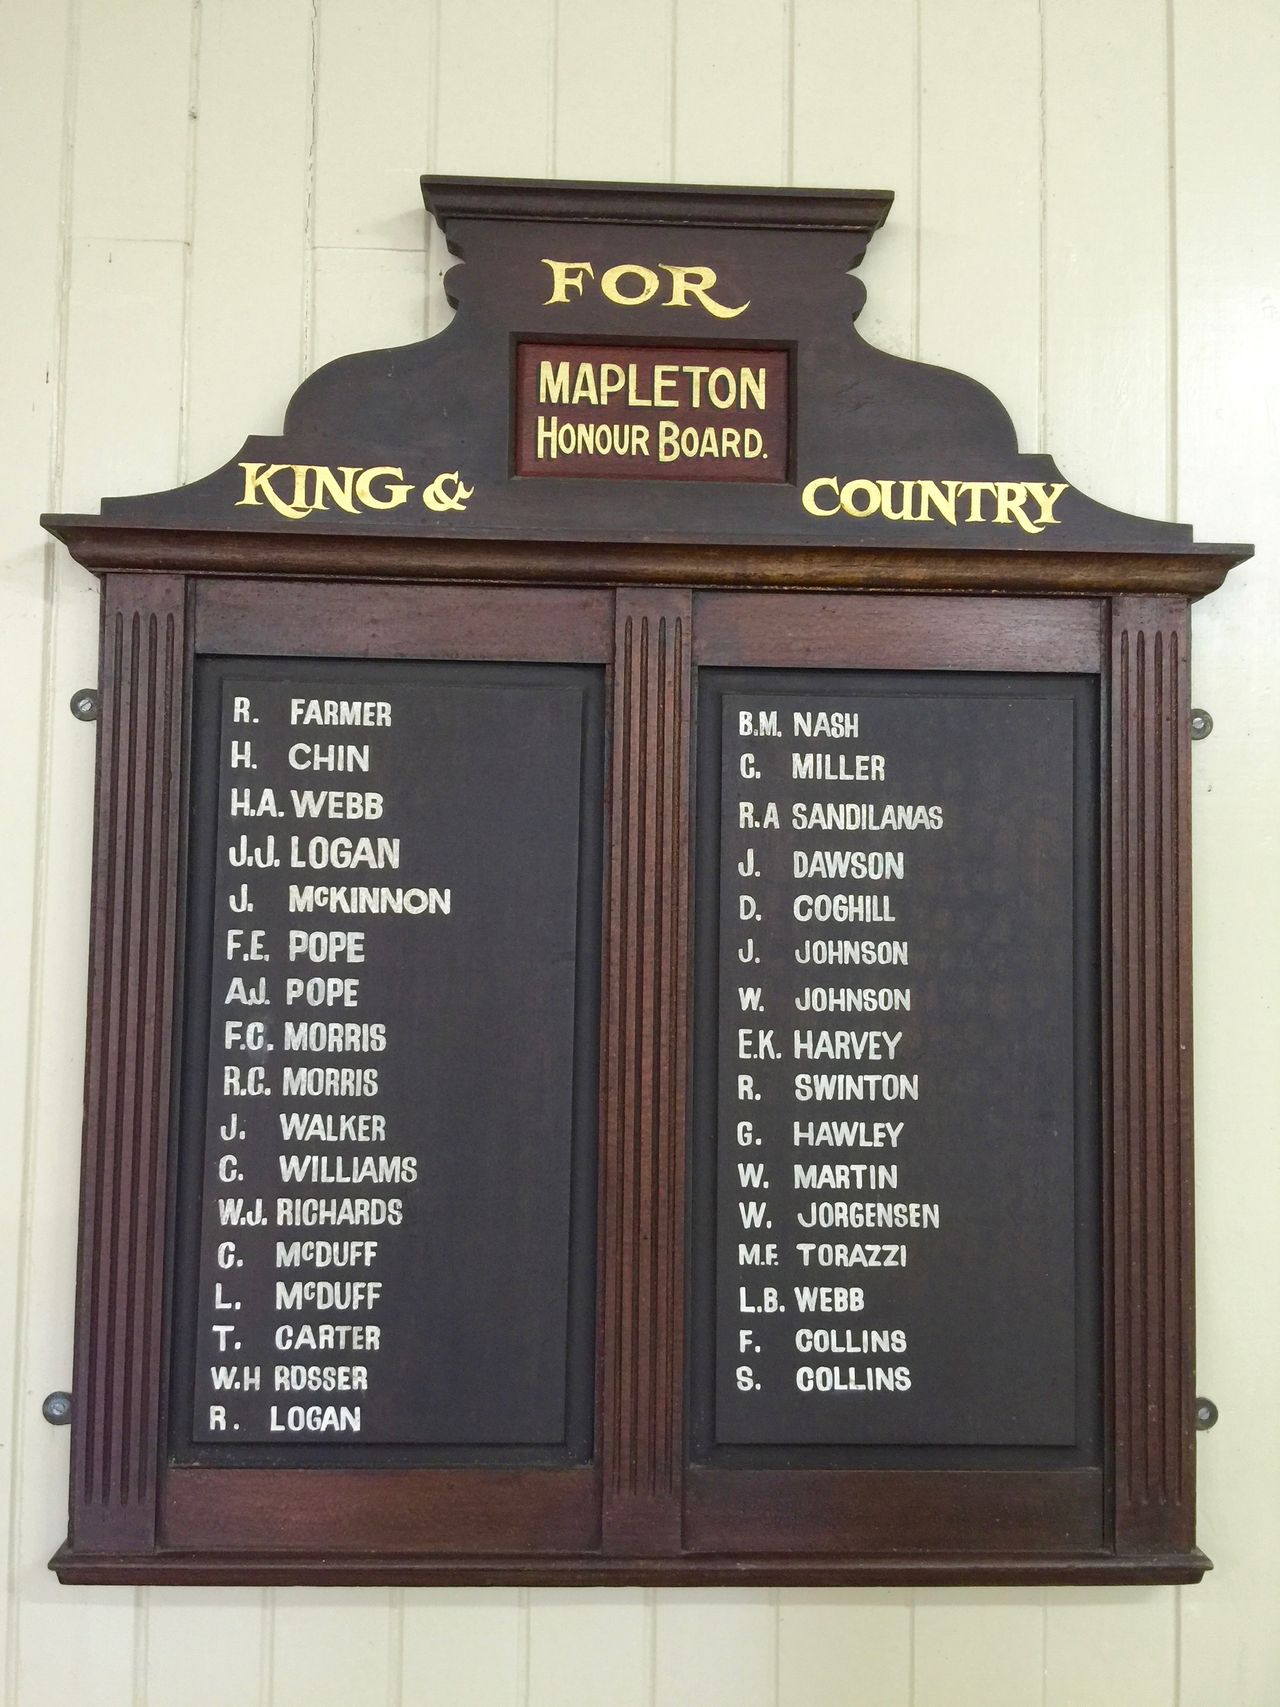 FOR
MAPLETON
HONOUR BOARD.
KING & COUNTRY
R. FARMER
H. CHIN
H.A. WEBB
J.J. LOGAN
J. McKINNON
F.E. POPE
A.J. POPE
F.C. MORRIS
R.C. MORRIS
J. WALKER
C. WILLIAMS
W.J. RICHARDS
C. McDUFF
L. McDUFF
T. CARTER
W.H ROSSER
R. LOGAN
B.M. NASH
C. MILLER
R.A SANDILANAS
J. DAWSON
D. COGHILL
J. JOHNSON
W. JOHNSON
E.K. HARVEY
R. SWINTON
G. HAWLEY
W. MARTIN
W. JORGENSEN
M.F. TORAZZI
L.B. WEBB
F. COLLINS
S. COLLINS